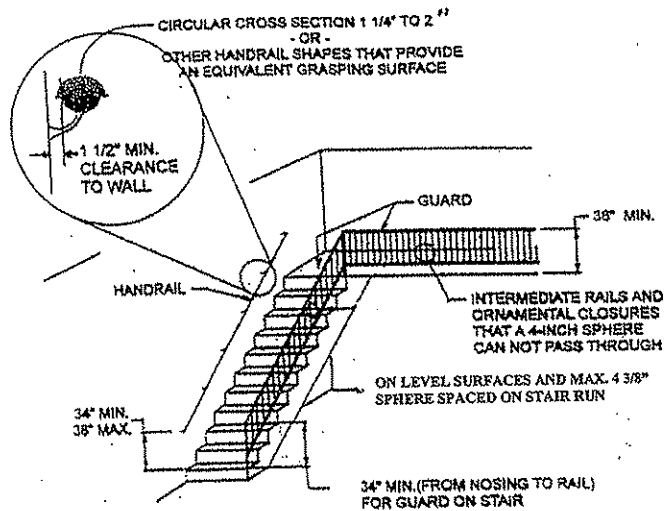 CIRCULAR CROSS SECTION 1 1/4" TO 2"
- OR -
OTHER HANDRAIL SHAPES THAT PROVIDE
AN EQUIVALENT GRASPING SURFACE
1 1/2" MIN.
CLEARANCE
TO WALL
GUARD
36" MIN.
HANDRAIL
INTERMEDIATE RAILS AND
ORNAMENTAL CLOSURES
THAT A 4-INCH SPHERE
CAN NOT PASS THROUGH
ON LEVEL SURFACES AND MAX. 4 3/8"
SPHERE SPACED ON STAIR RUN
34" MIN.
38" MAX.
34" MIN.(FROM NOSING TO RAIL)
FOR GUARD ON STAIR